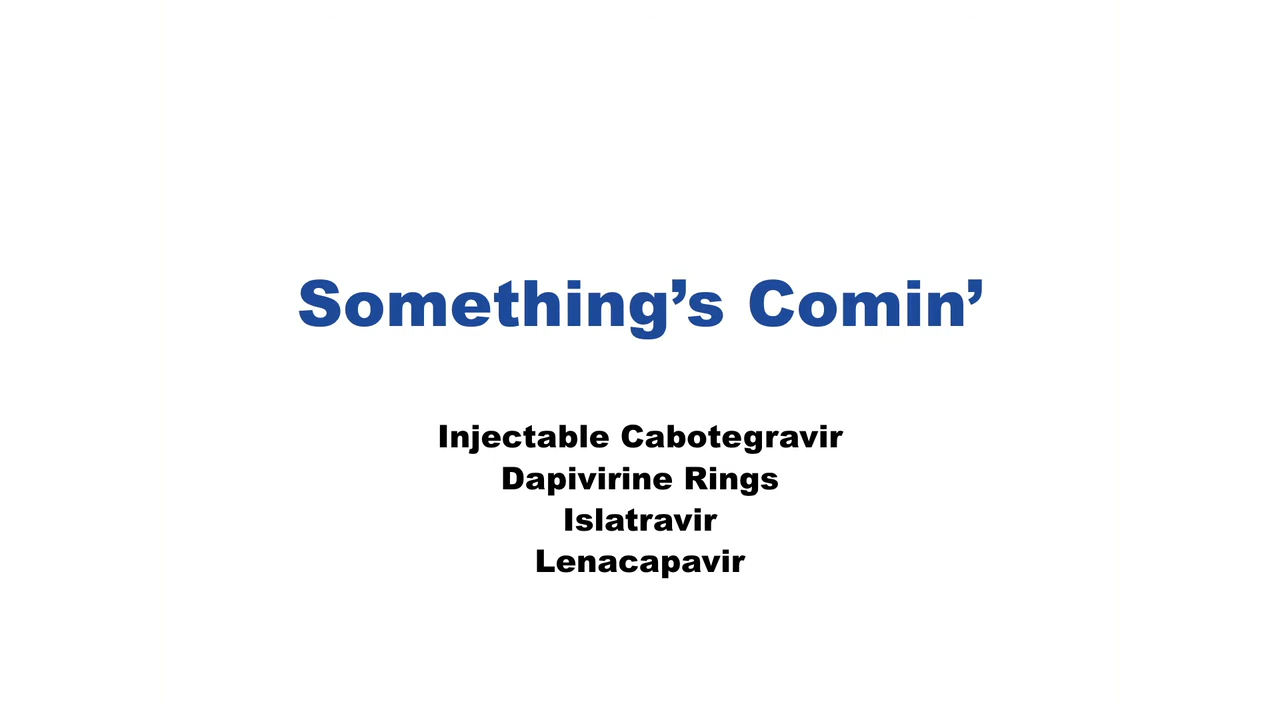 Something’s Comin’
Injectable Cabotegravir
Dapivirine Rings
Islatravir
Lenacapavir